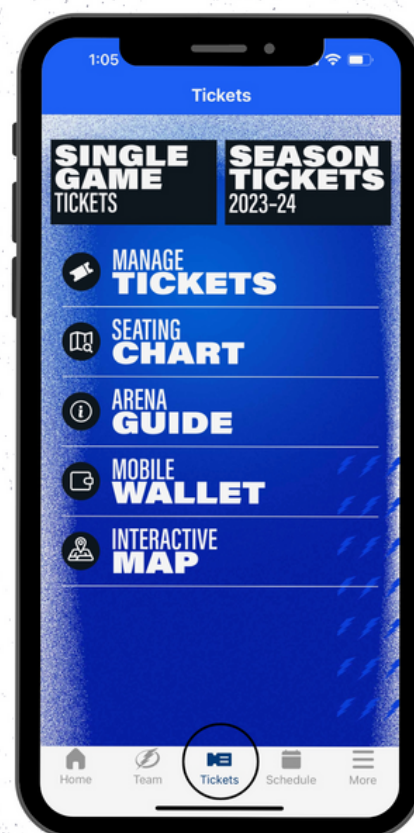 1:05
Tickets
SINGLE
GAME
TICKETS
SEASON
TICKETS
2023-24
MANAGE
TICKETS
SEATING
CHART
ARENA
GUIDE
MOBILE
WALLET
INTERACTIVE
MAP
Home Team Tickets Schedule More